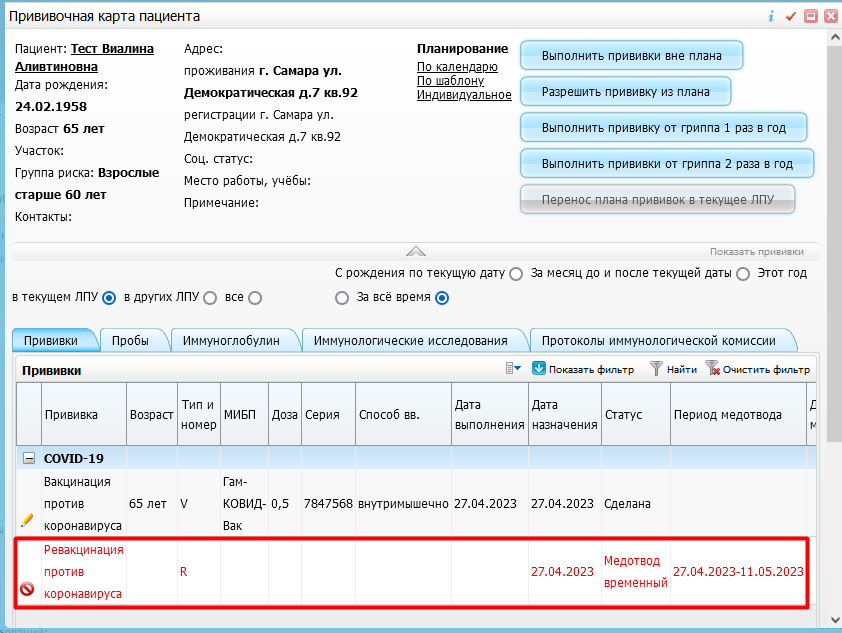 Прививочная карта пациента
Пациент: Тест Виалина
Аливтиновна
Дата рождения:
24.02.1958
Возраст 65 лет
Участок:
Группа риска: Взрослые
старше 60 лет
Контакты:
Адрес:
проживания г. Самара ул.
Демократическая д.7 кв.92
регистрации г. Самара ул.
Демократическая д.7 кв.92
Соц. статус:
Место работы, учёбы:
Примечание:
Планирование
По календарю
По шаблону
Индивидуальное
Выполнить прививки вне плана
Разрешить прививку из плана
Выполнить прививку от гриппа 1 раз в год
Выполнить прививки от гриппа 2 раза в год
Перенос плана прививок в текущее ЛПУ
Показать прививки
С рождения по текущую дату За месяц до и после текущей даты Этот год
в текущем ЛПУ в других ЛПУ все За всё время
Прививки Пробы Иммуноглобулин Иммунологические исследования Протоколы иммунологической комиссии
Прививки Показать фильтр Найти Очистить фильтр
Прививка Возраст Тип и номер МИБП Доза Серия Способ вв. Дата выполнения Дата назначения Статус Период медотвода
COVID-19
Вакцинация против коронавируса 65 лет V Гам-КОВИД-Вак 0,5 7847568 внутримышечно 27.04.2023 27.04.2023 Сделана
Ревакцинация против коронавируса R 27.04.2023 Медотвод временный 27.04.2023-11.05.2023